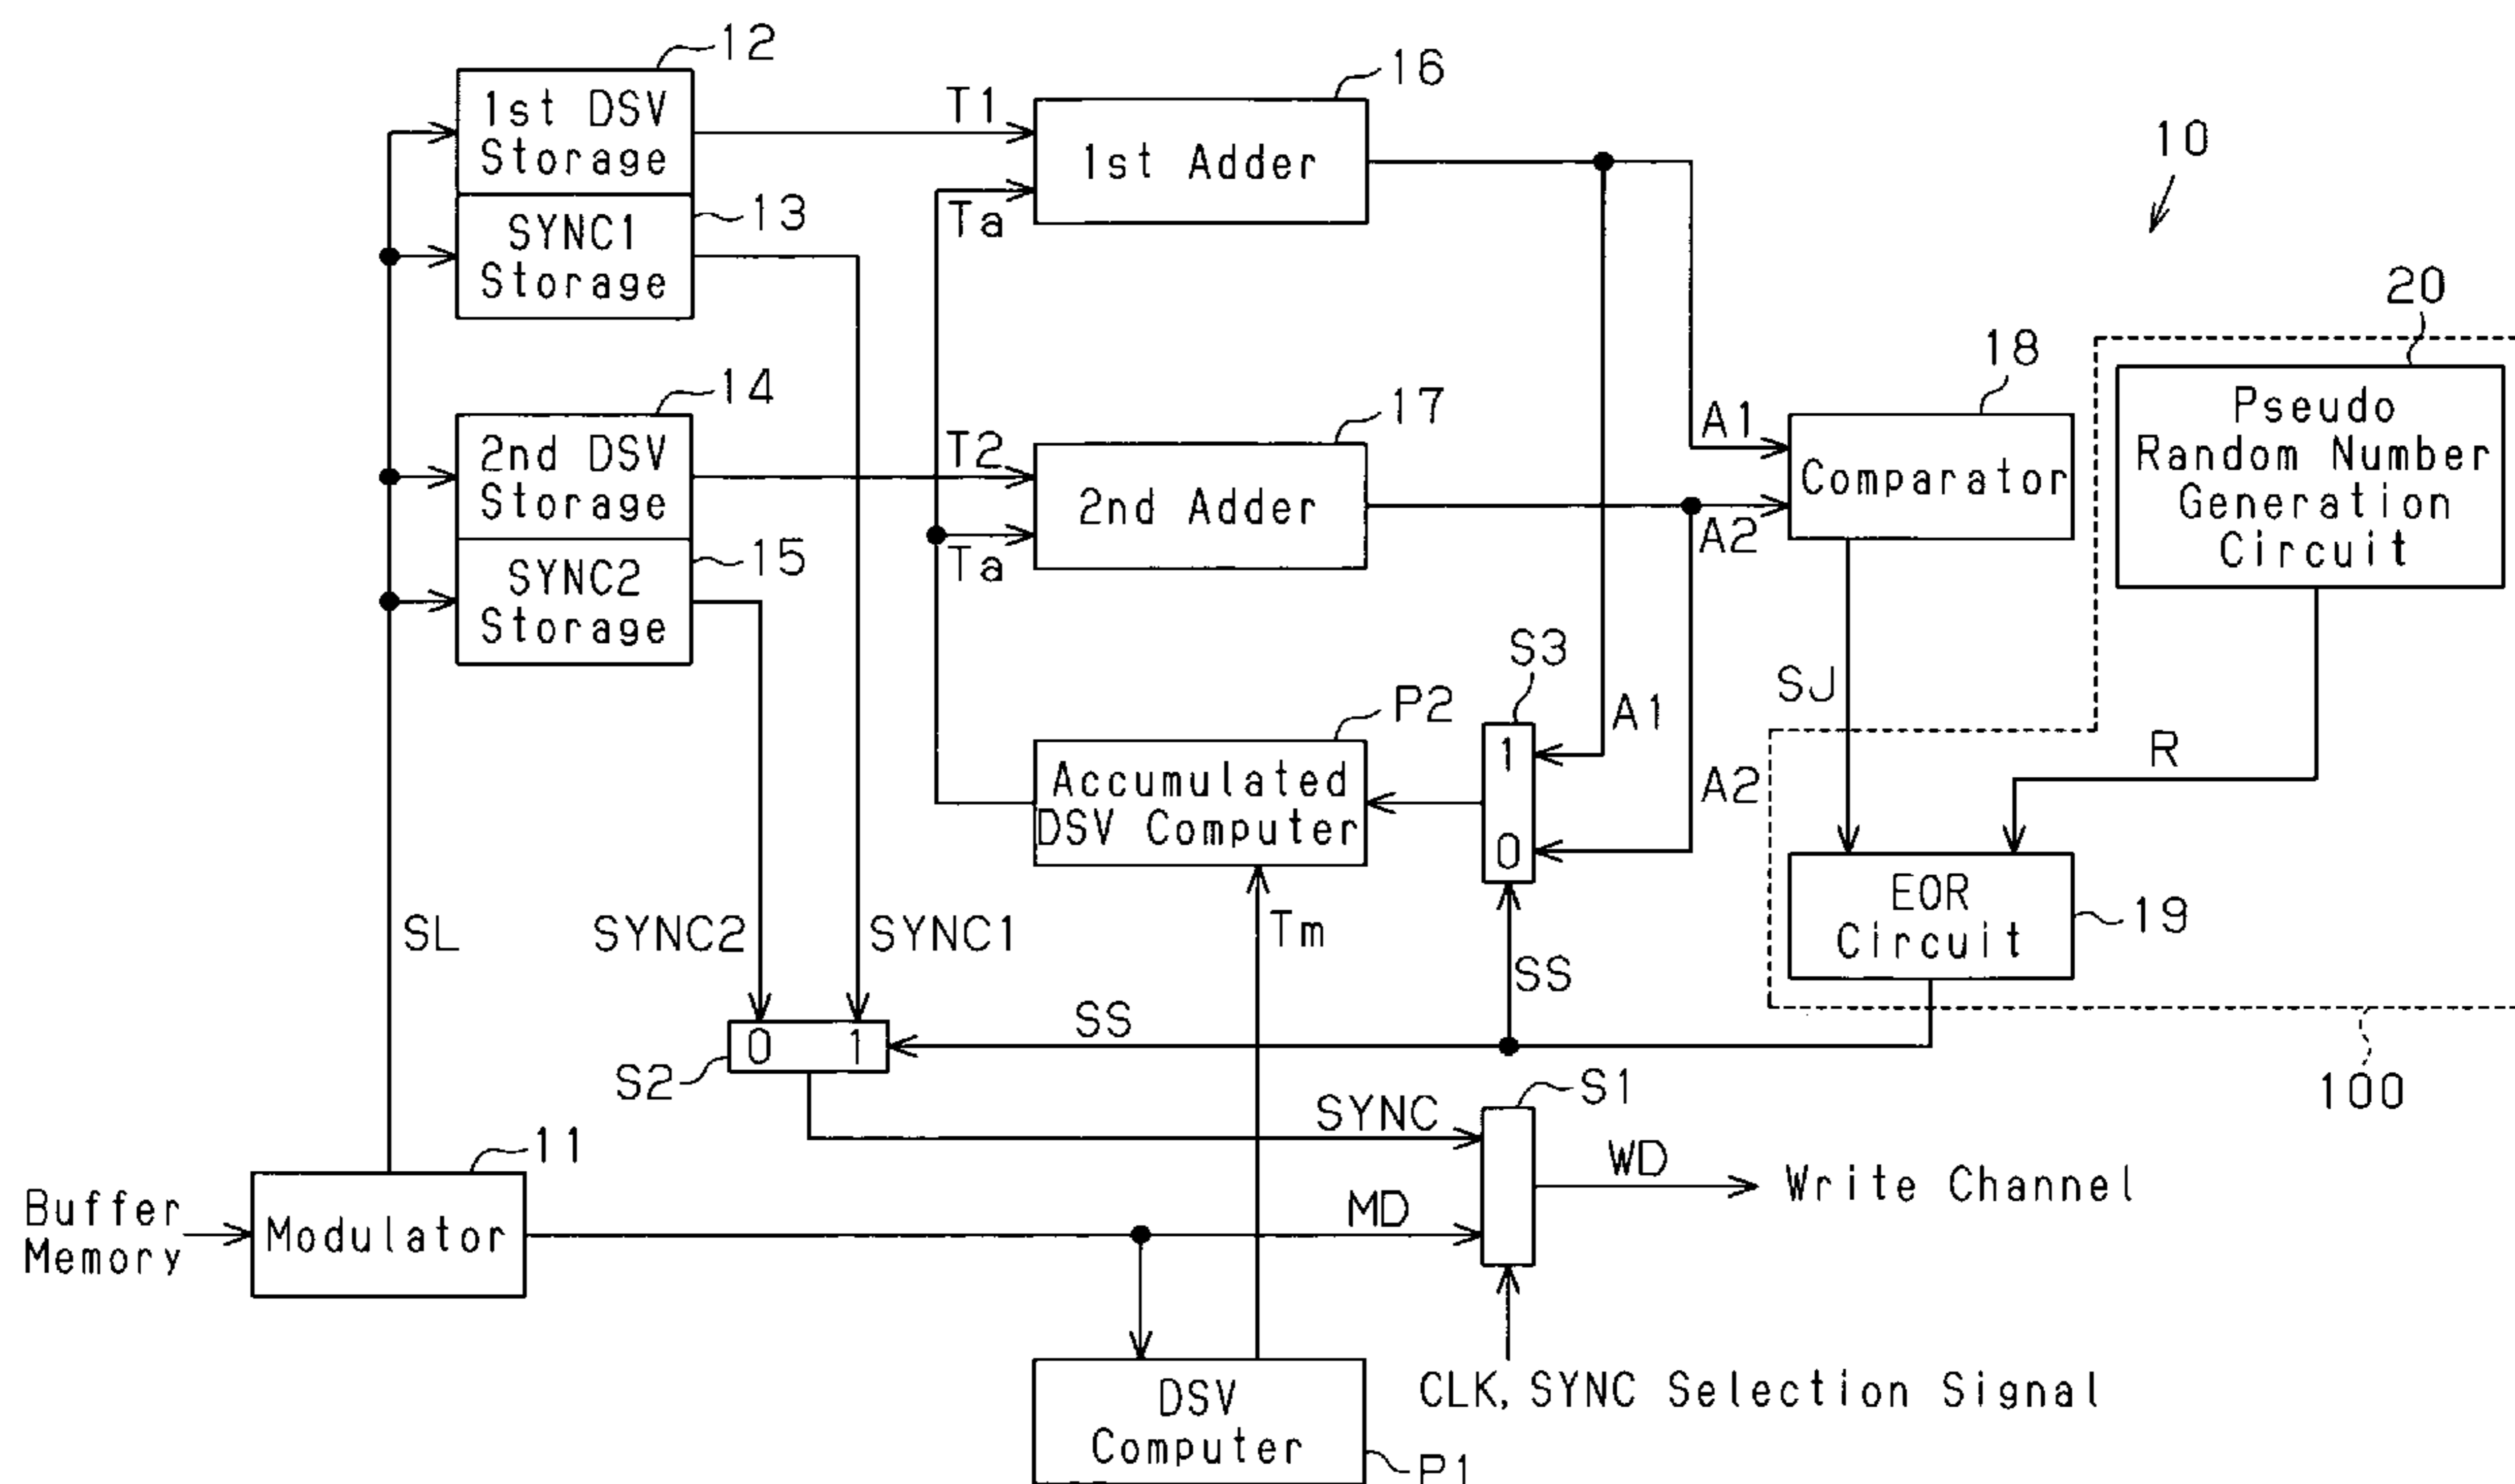 12
1st DSV
Storage
13
SYNC1
Storage
14
2nd DSV
Storage
15
SYNC2
Storage
T1
Ta
16
1st Adder
T2
Ta
17
2nd Adder
10
20
Pseudo
Random Number
Generation
Circuit
18
A1
Comparator
A2
SJ
R
S3
1
0
A1
A2
P2
Accumulated
DSV Computer
EOR
Circuit
19
100
SL
SYNC2
SYNC1
Tm
SS
SS
S2
0
1
S1
SYNC
MD
WD
Write Channel
11
Buffer
Memory
Modulator
CLK, SYNC Selection Signal
DSV
Computer
P1